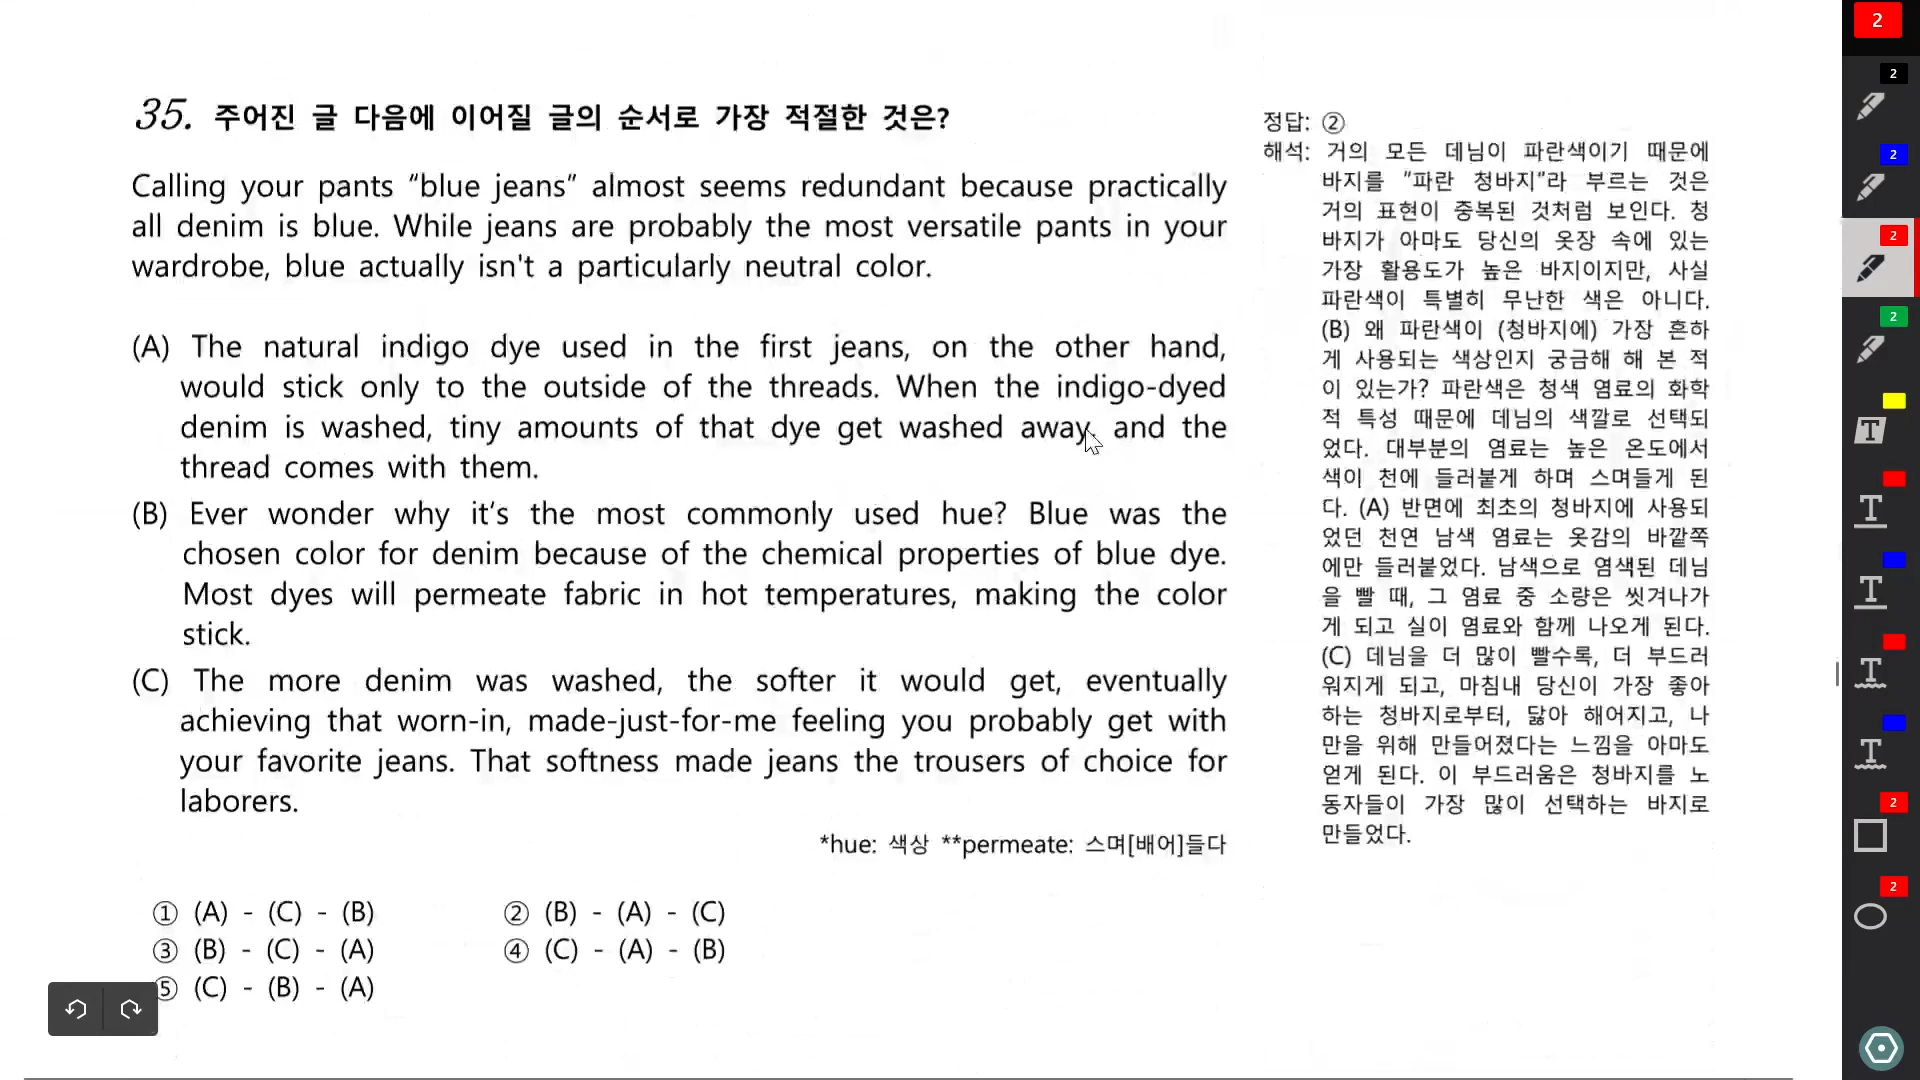 35. 주어진 글 다음에 이어질 글의 순서로 가장 적절한 것은?
Calling your pants “blue jeans” almost seems redundant because practically
all denim is blue. While jeans are probably the most versatile pants in your
wardrobe, blue actually isn't a particularly neutral color.
(A) The natural indigo dye used in the first jeans, on the other hand,
would stick only to the outside of the threads. When the indigo-dyed
denim is washed, tiny amounts of that dye get washed away, and the
thread comes with them.
(B) Ever wonder why it‘s the most commonly used hue? Blue was the
chosen color for denim because of the chemical properties of blue dye.
Most dyes will permeate fabric in hot temperatures, making the color
stick.
(C) The more denim was washed, the softer it would get, eventually
achieving that worn-in, made-just-for-me feeling you probably get with
your favorite jeans. That softness made jeans the trousers of choice for
laborers.
*hue: 색상 **permeate: 스며[배어]들다
① (A) - (C) - (B)
② (B) - (A) - (C)
③ (B) - (C) - (A)
④ (C) - (A) - (B)
⑤ (C) - (B) - (A)
정답: ②
해석: 거의 모든 데님이 파란색이기 때문에
바지를 "파란 청바지"라 부르는 것은
거의 표현이 중복된 것처럼 보인다. 청
바지가 아마도 당신의 옷장 속에 있는
가장 활용도가 높은 바지이지만, 사실
파란색이 특별히 무난한 색은 아니다.
(B) 왜 파란색이 (청바지에) 가장 흔하
게 사용되는 색상인지 궁금해 해 본 적
이 있는가? 파란색은 청색 염료의 화학
적 특성 때문에 데님의 색깔로 선택되
었다. 대부분의 염료는 높은 온도에서
색이 천에 들러붙게 하며 스며들게 된
다. (A) 반면에 최초의 청바지에 사용되
었던 천연 남색 염료는 옷감의 바깥쪽
에만 들러붙었다. 남색으로 염색된 데님
을 빨 때, 그 염료 중 소량은 씻겨나가
게 되고 실이 염료와 함께 나오게 된다.
(C) 데님을 더 많이 빨수록, 더 부드러
워지게 되고, 마침내 당신이 가장 좋아
하는 청바지로부터, 닳아 해어지고, 나
만을 위해 만들어졌다는 느낌을 아마도
얻게 된다. 이 부드러움은 청바지를 노
동자들이 가장 많이 선택하는 바지로
만들었다.
2
2
2
2
2
T
T
T
T
T
2
2